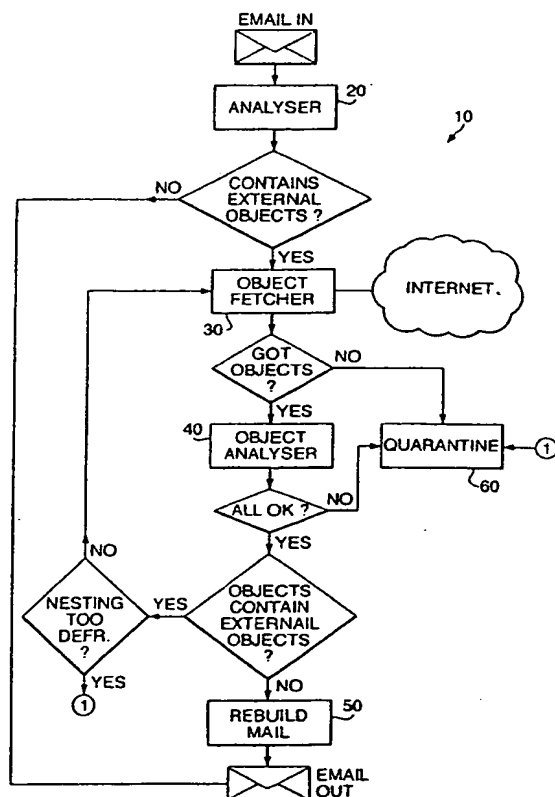 EMAIL IN
20
ANALYSER
10
NO
CONTAINS
EXTERNAL
OBJECTS ?
YES
OBJECT
FETCHER
30
INTERNET.
GOT
OBJECTS
?
NO
YES
40
OBJECT
ANALYSER
QUARANTINE
1
60
ALL OK ?
NO
YES
NO
NESTING
TOO
DEFR.
?
YES
OBJECTS
CONTAIN
EXTERNAIL
OBJECTS
?
YES
1
NO
REBUILD
MAIL
50
EMAIL
OUT